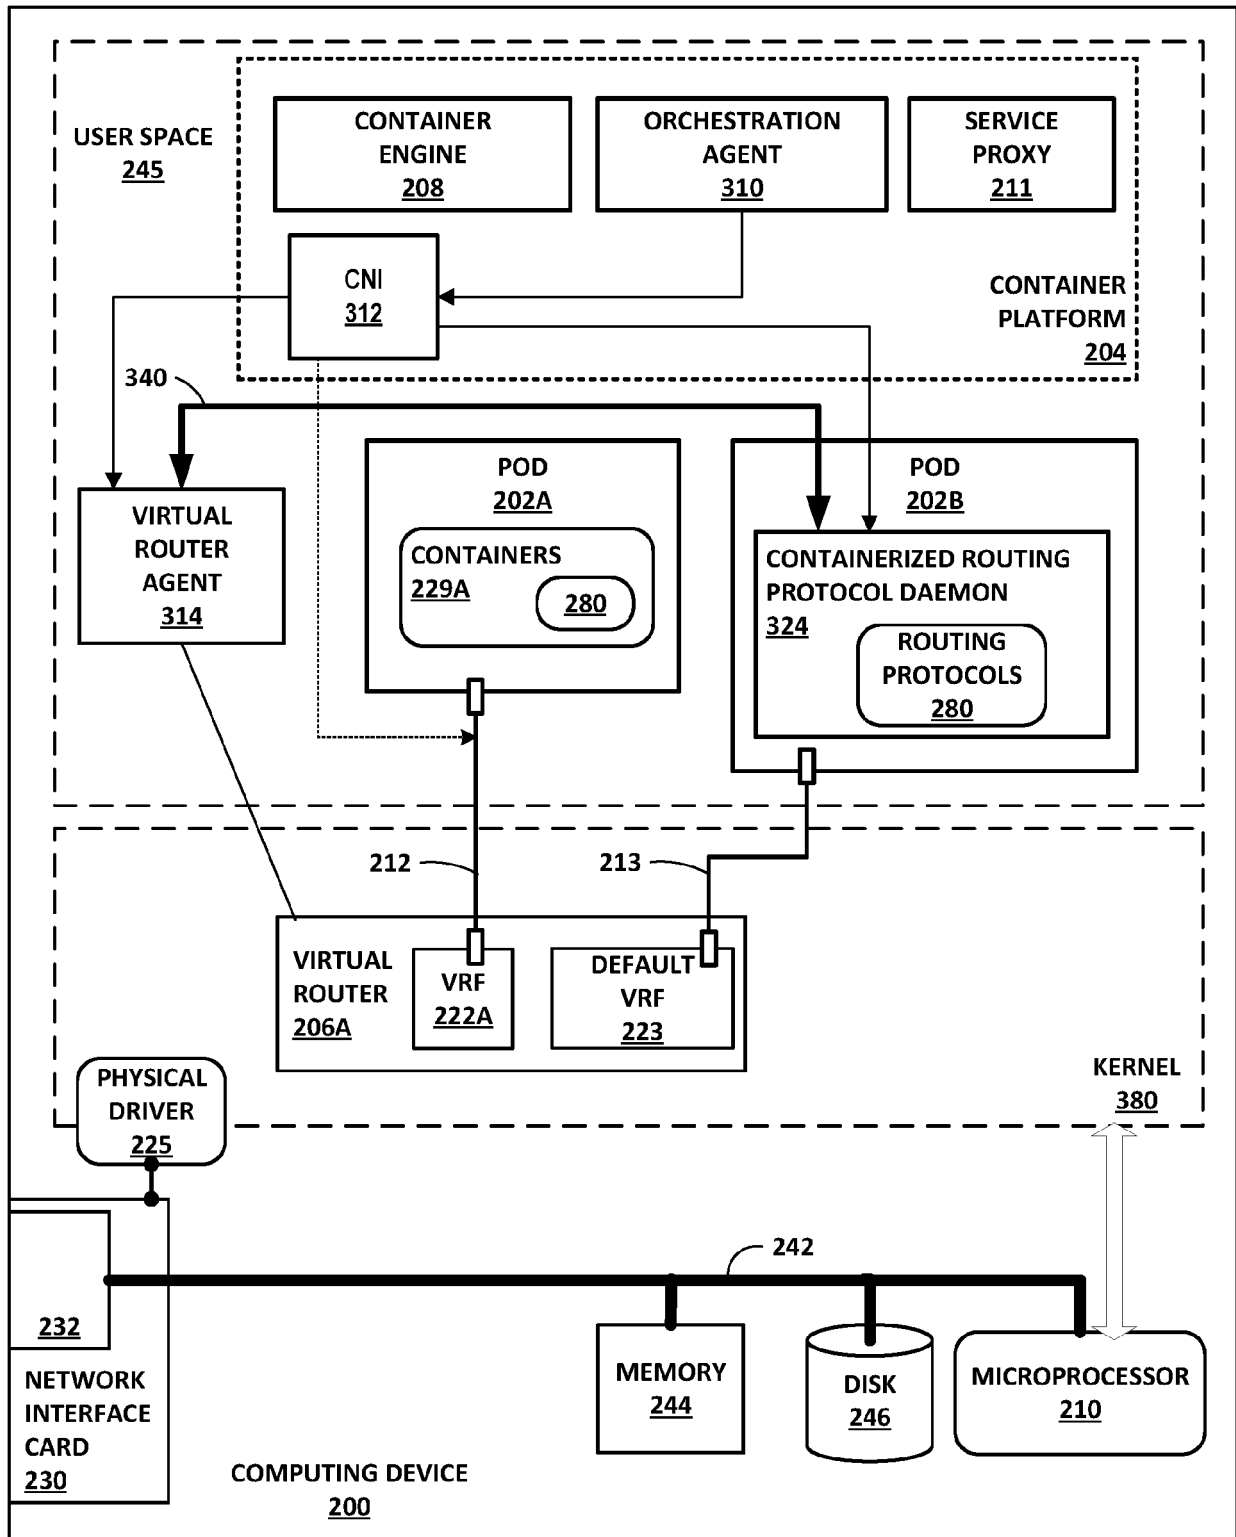 USER SPACE
245
CONTAINER
ENGINE
208
ORCHESTRATION
AGENT
310
SERVICE
PROXY
211
CNI
312
CONTAINER
PLATFORM
204
340
VIRTUAL
ROUTER
AGENT
314
POD
202A
CONTAINERS
229A
280
POD
202B
CONTAINERIZED ROUTING
PROTOCOL DAEMON
324
ROUTING
PROTOCOLS
280
212
213
VIRTUAL
ROUTER
206A
VRF
222A
DEFAULT
VRF
223
KERNEL
380
PHYSICAL
DRIVER
225
242
232
NETWORK
INTERFACE
CARD
230
MEMORY
244
DISK
246
MICROPROCESSOR
210
COMPUTING DEVICE
200